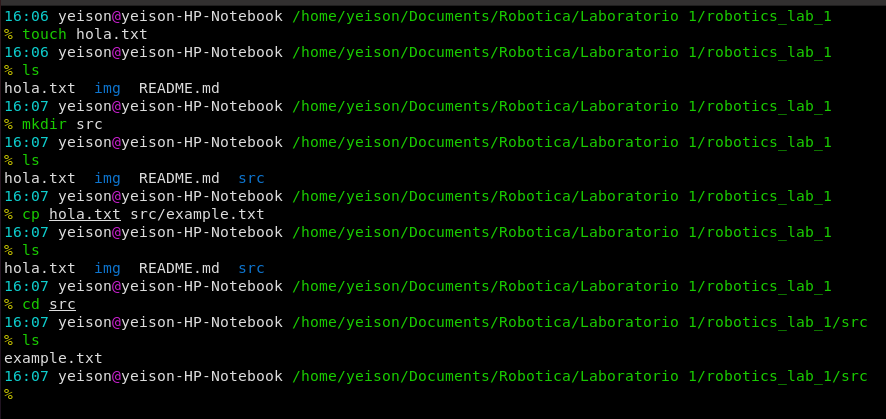 16:06 yeison@yeison-HP-Notebook /home/yeison/Documents/Robotica/Laboratorio 1/robotics_lab_1
% touch hola.txt
16:06 yeison@yeison-HP-Notebook /home/yeison/Documents/Robotica/Laboratorio 1/robotics_lab_1
% ls
hola.txt  img  README.md
16:07 yeison@yeison-HP-Notebook /home/yeison/Documents/Robotica/Laboratorio 1/robotics_lab_1
% mkdir src
16:07 yeison@yeison-HP-Notebook /home/yeison/Documents/Robotica/Laboratorio 1/robotics_lab_1
% ls
hola.txt  img  README.md  src
16:07 yeison@yeison-HP-Notebook /home/yeison/Documents/Robotica/Laboratorio 1/robotics_lab_1
% cp hola.txt src/example.txt
16:07 yeison@yeison-HP-Notebook /home/yeison/Documents/Robotica/Laboratorio 1/robotics_lab_1
% ls
hola.txt  img  README.md  src
16:07 yeison@yeison-HP-Notebook /home/yeison/Documents/Robotica/Laboratorio 1/robotics_lab_1
% cd src
16:07 yeison@yeison-HP-Notebook /home/yeison/Documents/Robotica/Laboratorio 1/robotics_lab_1/src
% ls
example.txt
16:07 yeison@yeison-HP-Notebook /home/yeison/Documents/Robotica/Laboratorio 1/robotics_lab_1/src
%